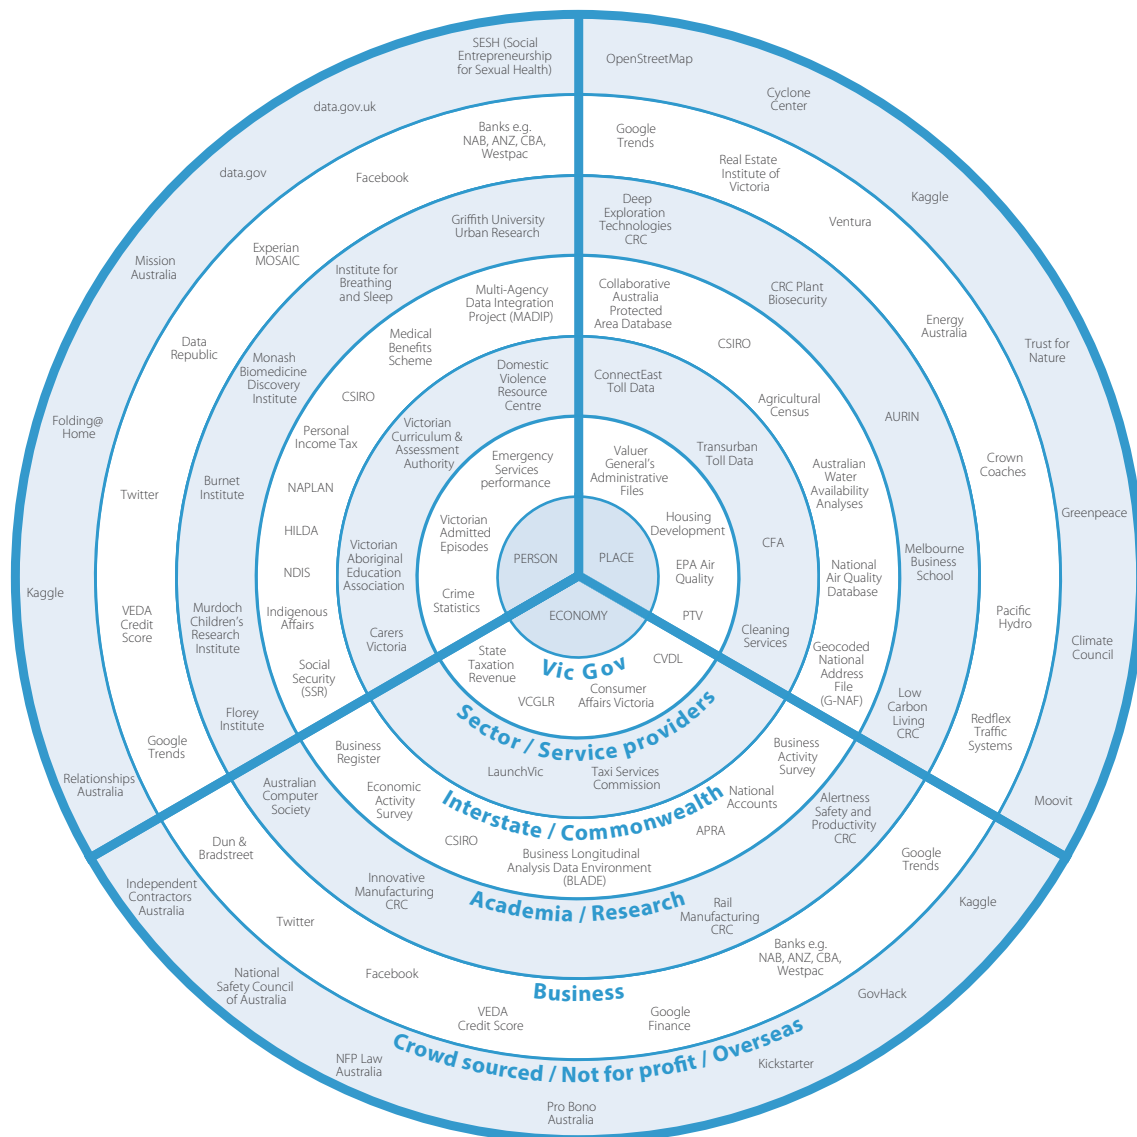 SESH (Social
Entrepreneurship
for Sexual Health)
data.gov.uk
data.gov
Mission
Australia
Folding@
Home
Kaggle
Relationships
Australia
Banks e.g.
NAB, ANZ, CBA,
Westpac
Facebook
Experian
MOSAIC
Data
Republic
Twitter
VEDA
Credit
Score
Google
Trends
Griffith University
Urban Research
Institute for
Breathing
and Sleep
Monash
Biomedicine
Discovery
Institute
Burnet
Institute
Murdoch
Children's
Research
Institute
Florey
Institute
Multi-Agency
Data Integration
Project (MADIP)
Medical
Benefits
Scheme
CSIRO
Personal
Income Tax
NAPLAN
HILDA
NDIS
Indigenous
Affairs
Social
Security
(SSR)
Domestic
Violence
Resource
Centre
Victorian
Curriculum &
Assessment
Authority
Victorian
Aboriginal
Education
Association
Carers
Victoria
Emergency
Services
performance
Victorian
Admitted
Episodes
Crime
Statistics
PERSON
OpenStreetMap
Cyclone
Center
Kaggle
Trust for
Nature
Greenpeace
Climate
Council
Moovit
Google
Trends
Real Estate
Institute of
Victoria
Ventura
Energy
Australia
Crown
Coaches
Pacific
Hydro
Redflex
Traffic
Systems
Deep
Exploration
Technologies
CRC
CRC Plant
Biosecurity
AURIN
Melbourne
Business
School
Low
Carbon
Living
CRC
Collaborative
Australia
Protected
Area Database
CSIRO
Agricultural
Census
Australian
Water
Availability
Analyses
National
Air Quality
Database
Geocoded
National
Address
File
(G-NAF)
ConnectEast
Toll Data
Transurban
Toll Data
CFA
Cleaning
Services
Valuer
General's
Administrative
Files
Housing
Development
EPA Air
Quality
PTV
PLACE
ECONOMY
Vic Gov
State
Taxation
Revenue
VCGLR
Consumer
Affairs Victoria
CVDL
Sector / Service providers
LaunchVic
Taxi Services
Commission
Interstate / Commonwealth
Business
Register
Economic
Activity
Survey
CSIRO
Business Longitudinal
Analysis Data Environment
(BLADE)
APRA
National
Accounts
Business
Activity
Survey
Academia / Research
Australian
Computer
Society
Innovative
Manufacturing
CRC
Rail
Manufacturing
CRC
Alertness
Safety and
Productivity
CRC
Business
Dun &
Bradstreet
Twitter
Facebook
VEDA
Credit Score
Google
Finance
Banks e.g.
NAB, ANZ, CBA,
Westpac
Google
Trends
Crowd sourced / Not for profit / Overseas
Independent
Contractors
Australia
National
Safety Council
of Australia
NFP Law
Australia
Pro Bono
Australia
Kickstarter
GovHack
Kaggle